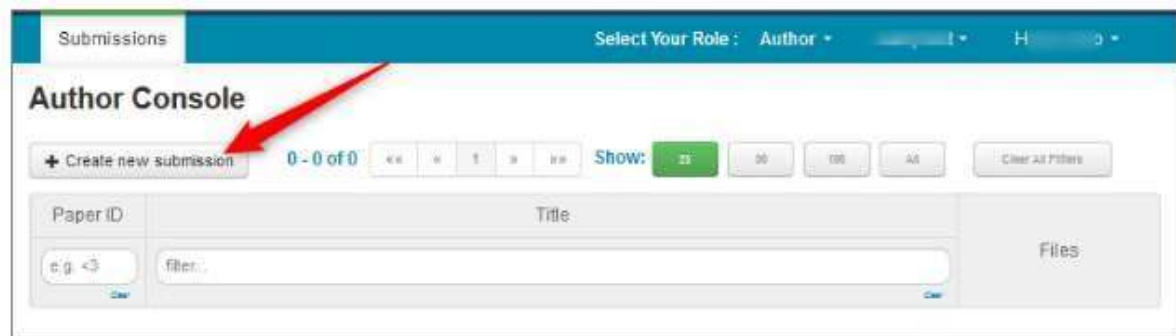 Submissions Select Your Role : Author
Author Console
+ Create new submission 0 - 0 of 0 «« « 1 » »» Show: 25 50 100 All Clear All Filters
Paper ID Title Files
e.g. <3 filter...
Clear Clear